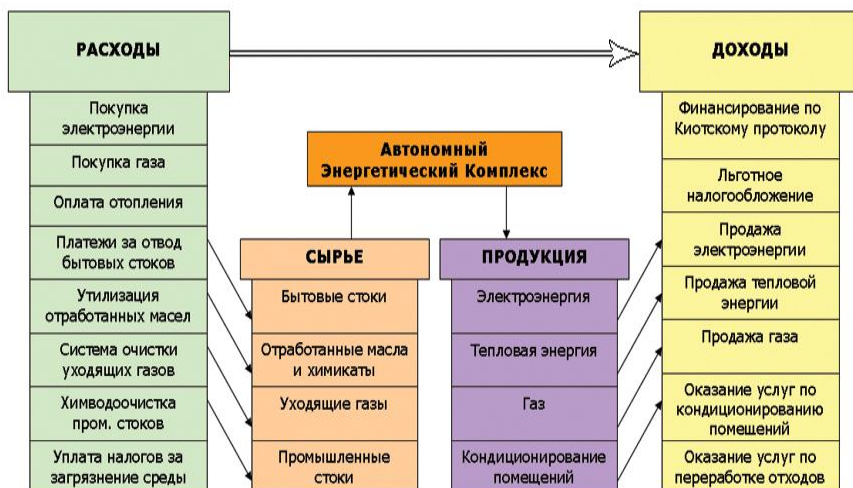 РАСХОДЫ
Покупка
электроэнергии
Покупка газа
Оплата отопления
Платежи за отвод
бытовых стоков
Утилизация
отработанных масел
Система очистки
уходящих газов
Химводоочистка
пром. стоков
Уплата налогов за
загрязнение среды
Автономный
Энергетический Комплекс
СЫРЬЕ
Бытовые стоки
Отработанные масла
и химикаты
Уходящие газы
Промышленные
стоки
ПРОДУКЦИЯ
Электроэнергия
Тепловая энергия
Газ
Кондиционирование
помещений
ДОХОДЫ
Финансирование по
Киотскому протоколу
Льготное
налогообложение
Продажа
электроэнергии
Продажа тепловой
энергии
Продажа газа
Оказание услуг по
кондиционированию
помещений
Оказание услуг по
переработке отходов